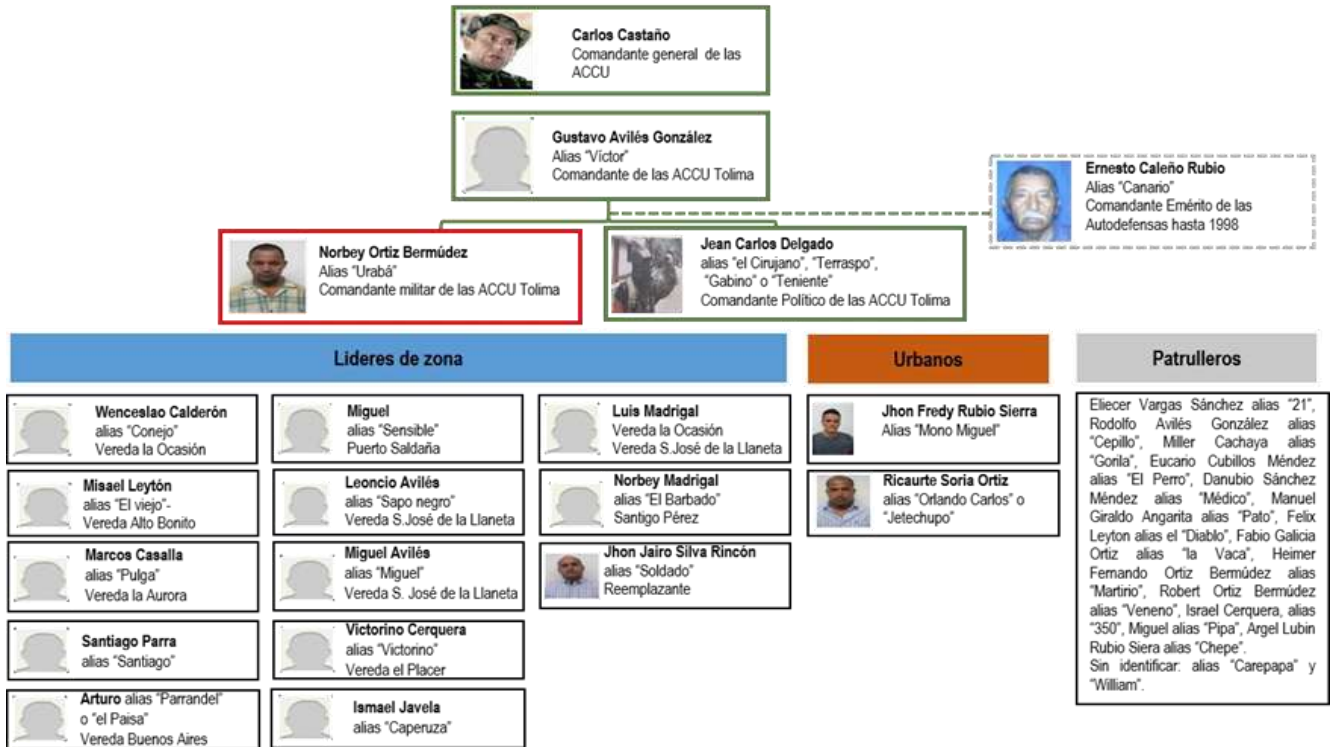 Carlos Castaño
Comandante general de las
ACCU
Gustavo Avilés González
Alias "Víctor"
Comandante de las ACCU Tolima
Ernesto Caleño Rubio
Alias "Canario"
Comandante Emérito de las
Autodefensas hasta 1998
Norbey Ortiz Bermúdez
Alias "Urabá"
Comandante militar de las ACCU Tolima
Jean Carlos Delgado
alias "el Cirujano", "Terraspo",
"Gabino" o "Teniente"
Comandante Político de las ACCU Tolima
Lideres de zona
Wenceslao Calderón
alias "Conejo"
Vereda la Ocasión
Misael Leytón
alias "El viejo"-
Vereda Alto Bonito
Marcos Casalla
alias "Pulga"
Vereda la Aurora
Santiago Parra
alias "Santiago"
Arturo alias "Parrandel"
o "el Paisa"
Vereda Buenos Aires
Miguel
alias "Sensible"
Puerto Saldaña
Leoncio Avilés
alias "Sapo negro"
Vereda S.José de la Llaneta
Miguel Avilés
alias "Miguel"
Vereda S. José de la Llaneta
Victorino Cerquera
alias "Victorino"
Vereda el Placer
Ismael Javela
alias "Caperuza"
Luis Madrigal
Vereda la Ocasión
Vereda S.José de la Llaneta
Norbey Madrigal
alias "El Barbado"
Santigo Pérez
Jhon Jairo Silva Rincón
alias "Soldado"
Reemplazante
Urbanos
Jhon Fredy Rubio Sierra
Alias "Mono Miguel"
Ricaurte Soria Ortiz
alias "Orlando Carlos" o
"Jetechupo"
Patrulleros
Eliecer Vargas Sánchez alias "21",
Rodolfo Avilés González alias
"Cepillo", Miller Cachaya alias
"Gorila", Eucario Cubillos Méndez
alias "El Perro", Danubio Sánchez
Méndez alias "Médico", Manuel
Giraldo Angarita alias "Pato", Felix
Leyton alias el "Diablo", Fabio Galicia
Ortiz alias "la Vaca", Heimer
Fernando Ortiz Bermúdez alias
"Martirio", Robert Ortiz Bermúdez
alias "Veneno", Israel Cerquera, alias
"350", Miguel alias "Pipa", Argel Lubin
Rubio Siera alias "Chepe".
Sin identificar: alias "Carepapa" y
"William".